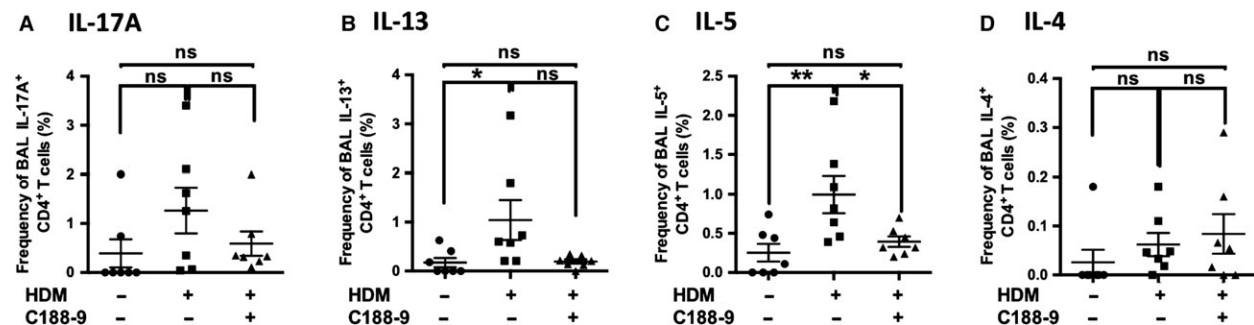 A IL-17A
ns
ns ns
Frequency of BAL IL-17A⁺
CD4⁺ T cells (%)
4
3
2
1
0
HDM – + +
C188-9 – – +
B IL-13
ns
* ns
Frequency of BAL IL-13⁺
CD4⁺ T cells (%)
4
3
2
1
0
– + +
– – +
C IL-5
ns
** *
Frequency of BAL IL-5⁺
CD4⁺ T cells (%)
2.5
2.0
1.5
1.0
0.5
0.0
HDM – + +
C188-9 – – +
D IL-4
ns
ns ns
Frequency of BAL IL-4⁺
CD4⁺ T cells (%)
0.4
0.3
0.2
0.1
0.0
HDM – + +
C188-9 – – +